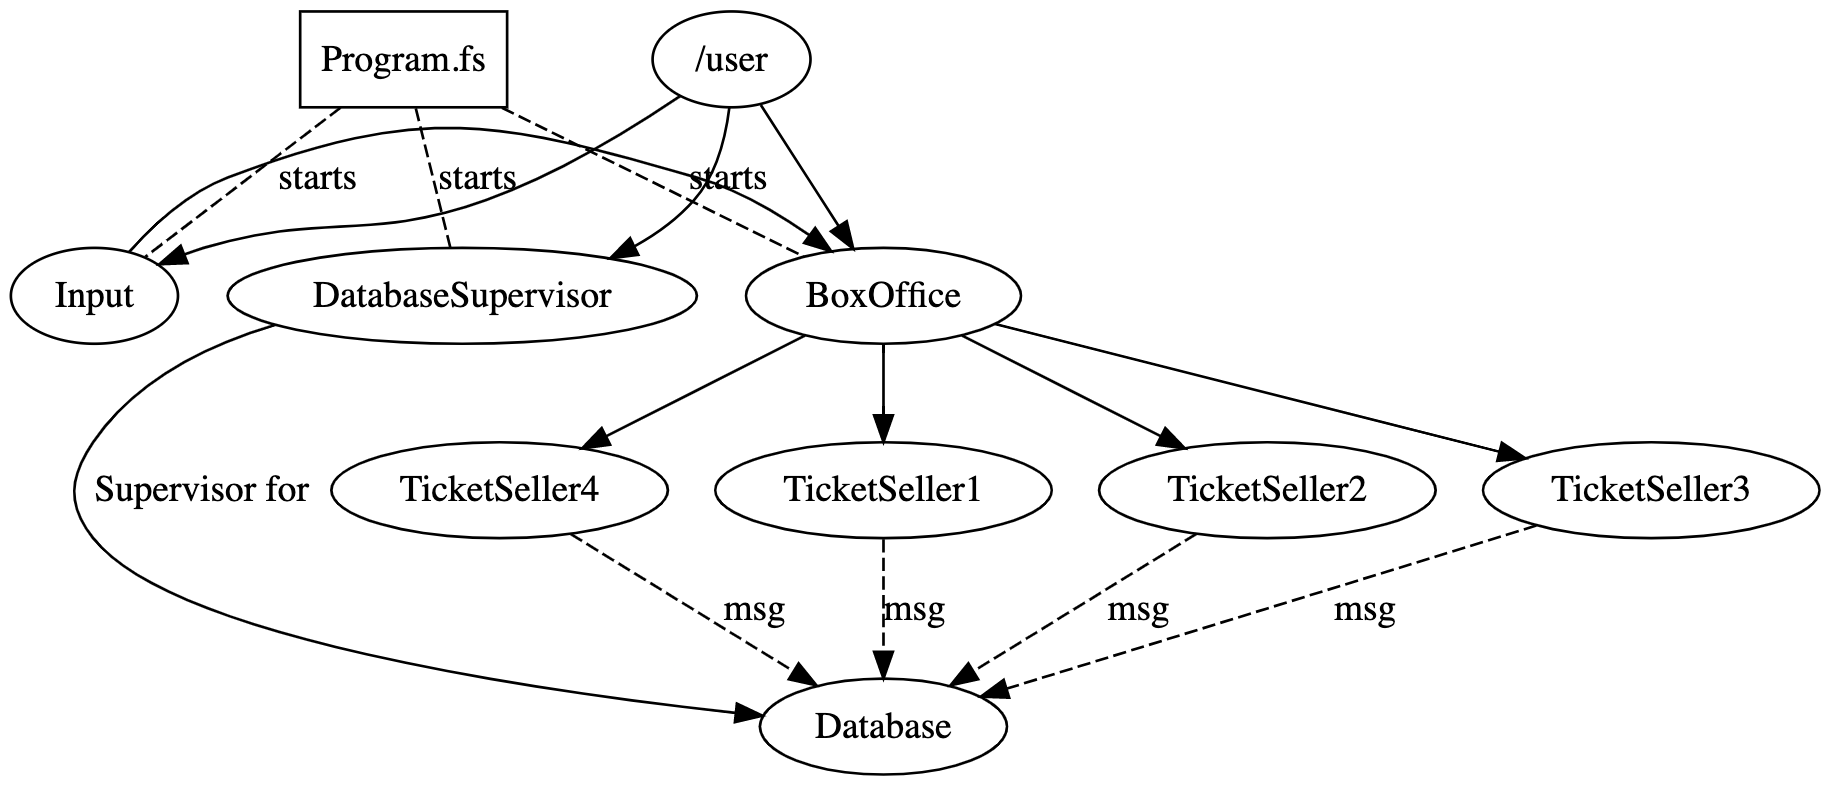 Program.fs
/user
starts
starts
starts
Input
DatabaseSupervisor
BoxOffice
Supervisor for
TicketSeller4
TicketSeller1
TicketSeller2
TicketSeller3
msg
msg
msg
msg
Database